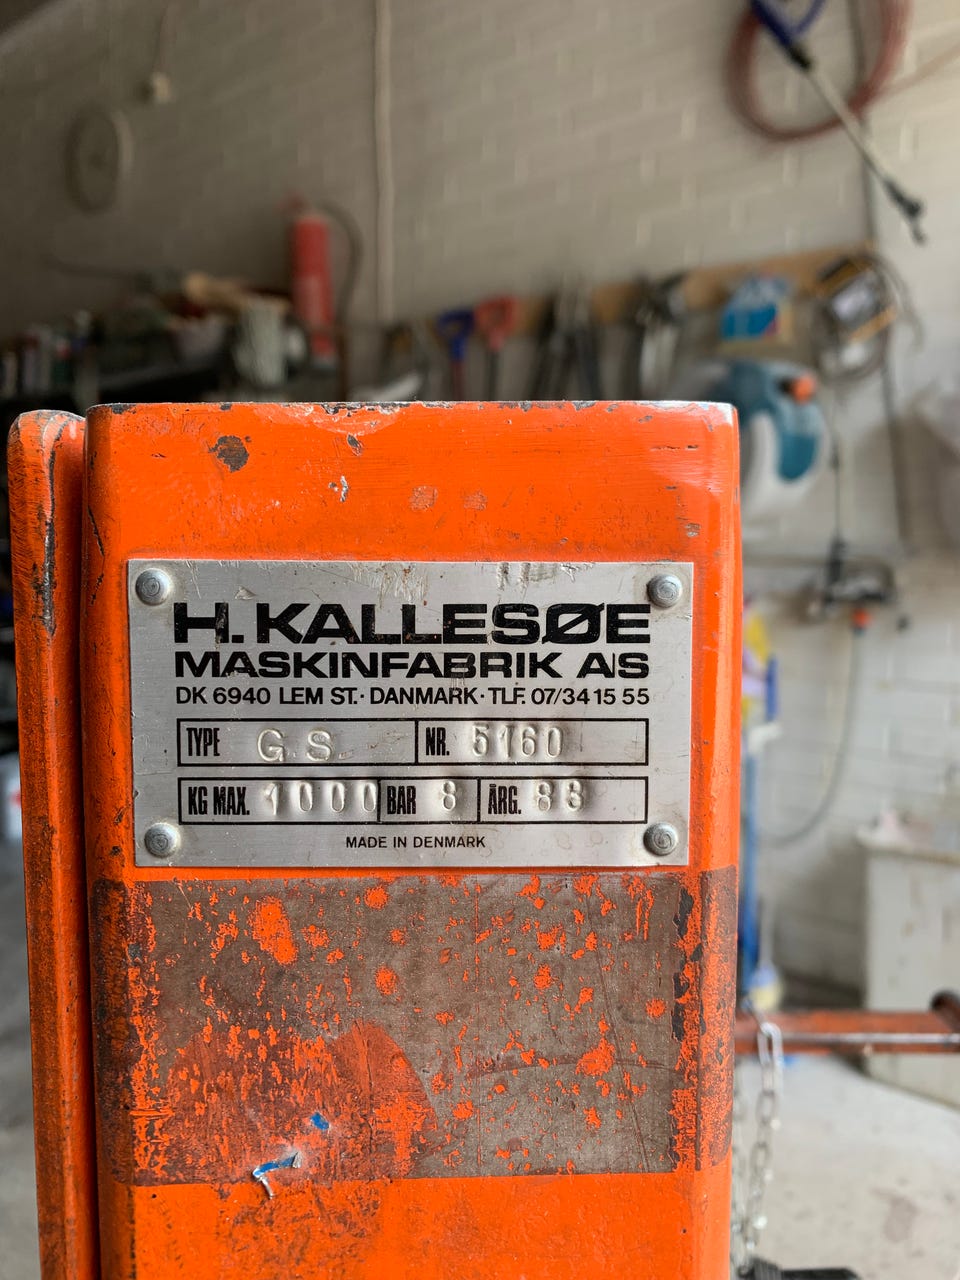 H. KALLESØE
MASKINFABRIK A/S
DK 6940 LEM ST. · DANMARK · TLF. 07/34 15 55
TYPE G.S. NR. 5160
KG MAX. 1000 BAR 8 ÅRG. 88
MADE IN DENMARK